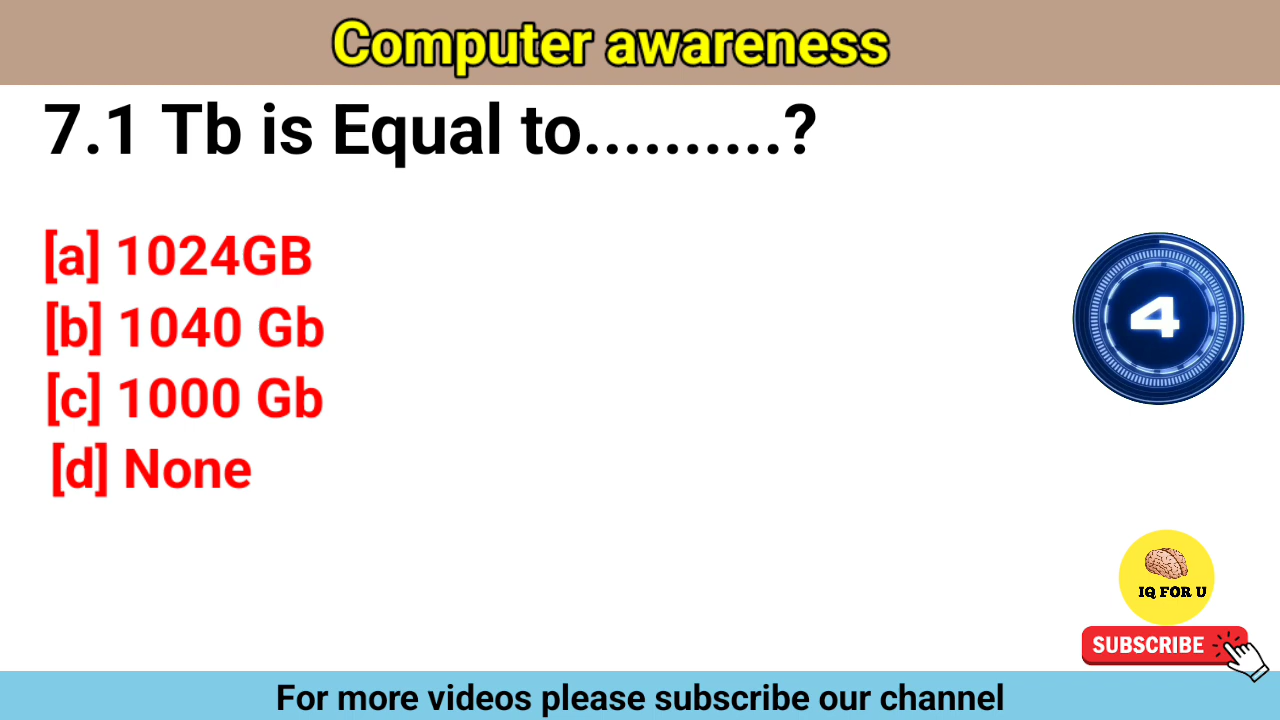 Computer awareness
7.1 Tb is Equal to..........?
[a] 1024GB
[b] 1040 Gb
[c] 1000 Gb
[d] None
4
IQ FOR U
SUBSCRIBE
For more videos please subscribe our channel